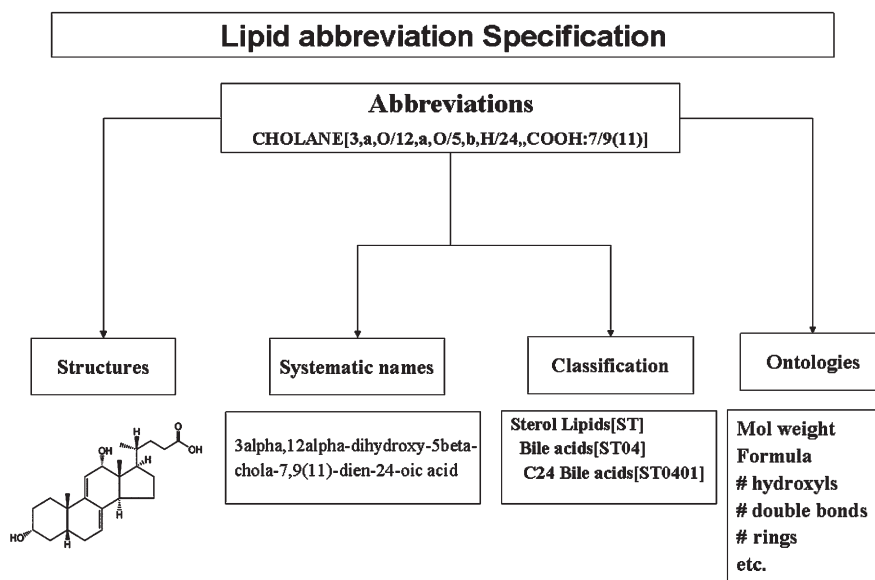 Lipid abbreviation Specification
Abbreviations
CHOLANE[3,a,O/12,a,O/5,b,H/24,,COOH:7/9(11)]
Structures
Systematic names
Classification
Ontologies
H
O
OH
OH
H
H
HO
H
3alpha,12alpha-dihydroxy-5beta-
chola-7,9(11)-dien-24-oic acid
Sterol Lipids[ST]
Bile acids[ST04]
C24 Bile acids[ST0401]
Mol weight
Formula
# hydroxyls
# double bonds
# rings
etc.